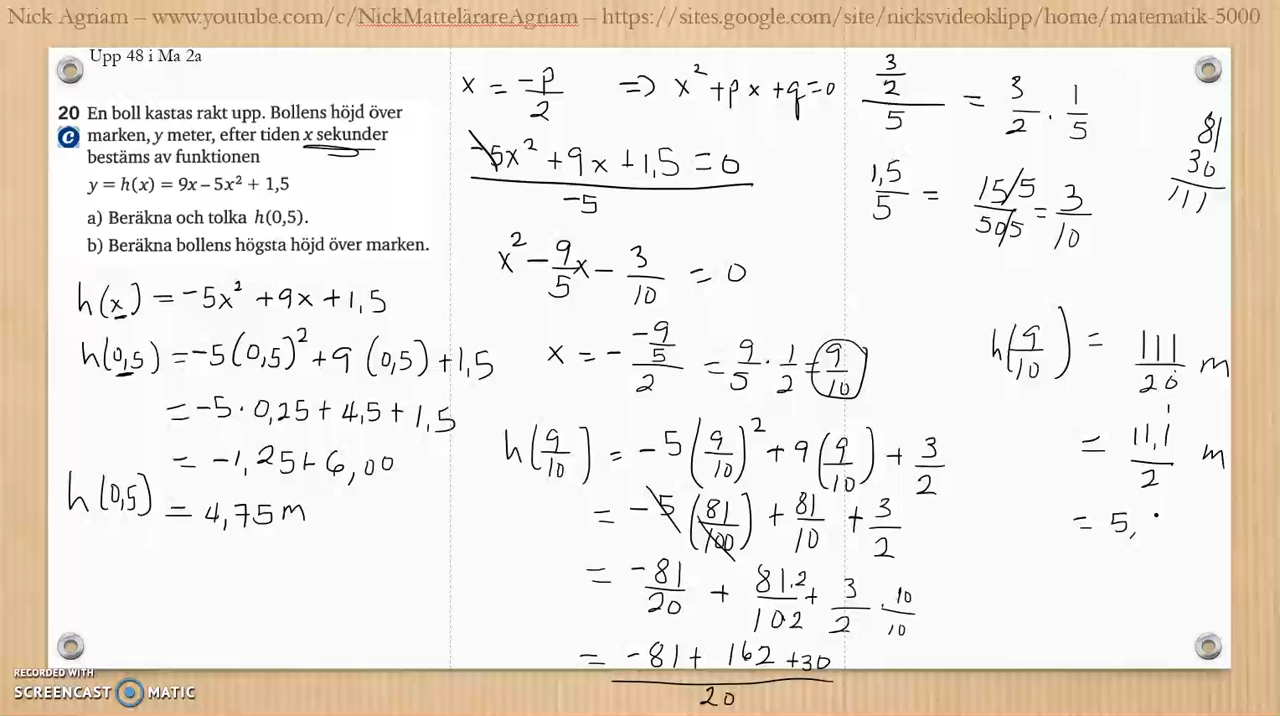 Nick Agriam – www.youtube.com/c/NickMattelärareAgriam – https://sites.google.com/site/nicksvideoklipp/home/matematik-5000
Upp 48 i Ma 2a
20 En boll kastas rakt upp. Bollens höjd över
C marken, y meter, efter tiden x sekunder
bestäms av funktionen
y = h(x) = 9x – 5x² + 1,5
a) Beräkna och tolka h(0,5).
b) Beräkna bollens högsta höjd över marken.
h(x) = -5x² + 9x + 1,5
h(0,5) = -5(0,5)² + 9 (0,5) + 1,5
= -5 · 0,25 + 4,5 + 1,5
= -1,25 + 6,00
h(0,5) = 4,75 m
x = -p/2 => x² + px + q = 0
-5x² + 9x + 1,5 = 0
-5
x² - 9/5 x - 3/10 = 0
x = - (-9/5)/2 = 9/5 · 1/2 = 9/10
h(9/10) = -5(9/10)² + 9(9/10) + 3/2
= -5(81/100) + 81/10 + 3/2
= -81/20 + 81·2/10·2 + 3/2 · 10/10
= (-81 + 162 + 30)/20
(3/2)/5 = 3/2 · 1/5
1,5/5 = (15/5)/(50/5) = 3/10
81
30
111
h(9/10) = 111/20 m
= 11,1/2 m
= 5,
RECORDED WITH
SCREENCAST MATIC